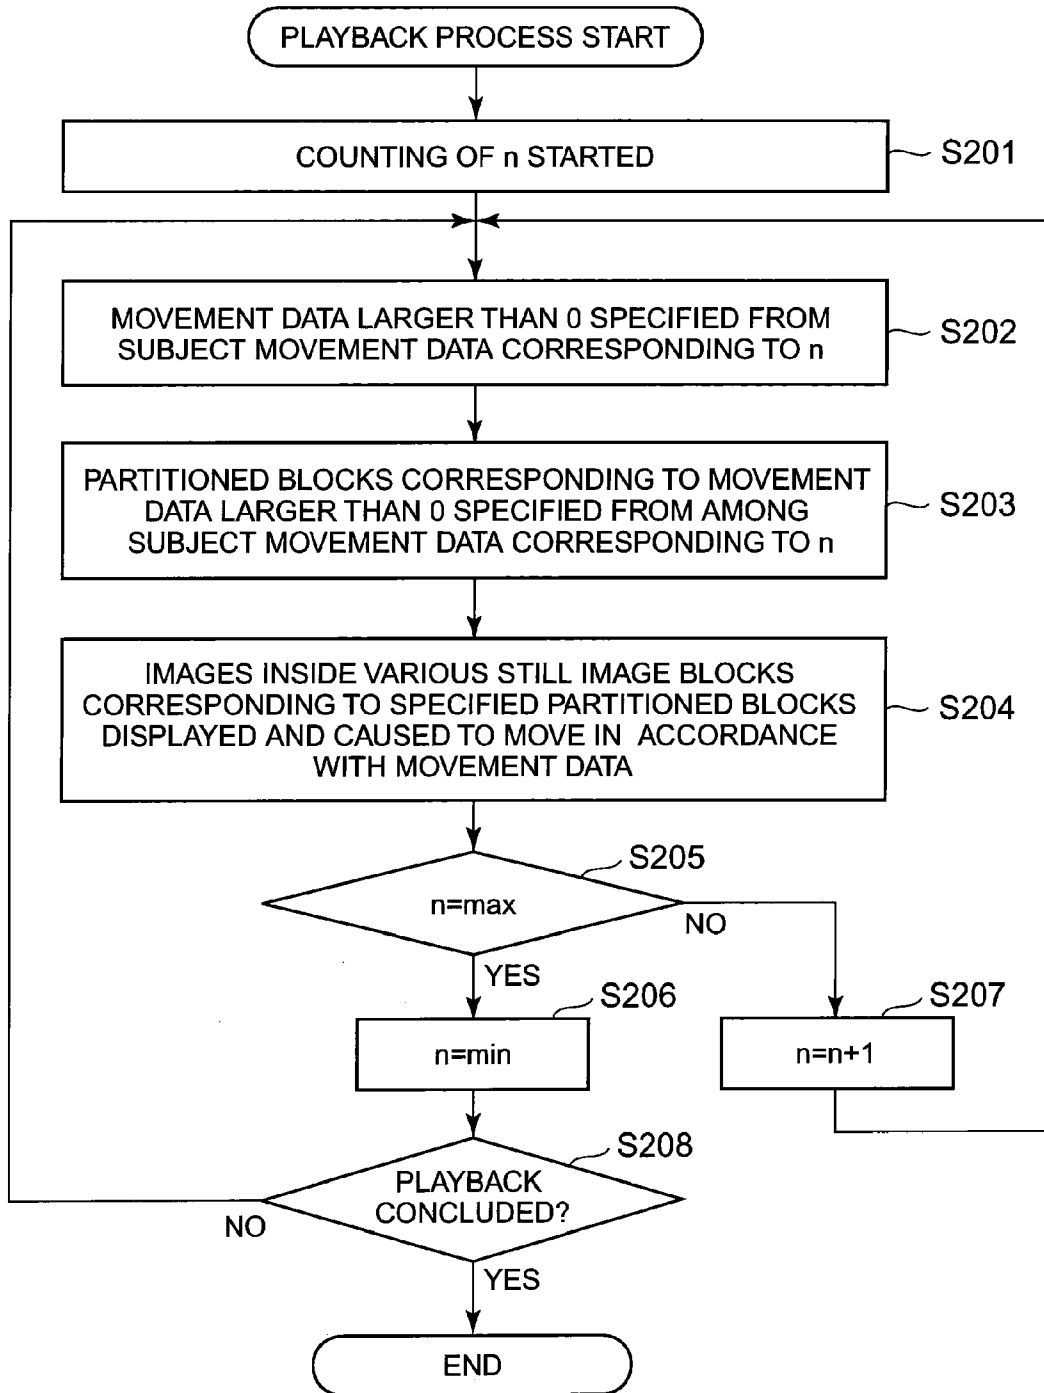 PLAYBACK PROCESS START
COUNTING OF n STARTED
S201
MOVEMENT DATA LARGER THAN 0 SPECIFIED FROM
SUBJECT MOVEMENT DATA CORRESPONDING TO n
S202
PARTITIONED BLOCKS CORRESPONDING TO MOVEMENT
DATA LARGER THAN 0 SPECIFIED FROM AMONG
SUBJECT MOVEMENT DATA CORRESPONDING TO n
S203
IMAGES INSIDE VARIOUS STILL IMAGE BLOCKS
CORRESPONDING TO SPECIFIED PARTITIONED BLOCKS
DISPLAYED AND CAUSED TO MOVE IN ACCORDANCE
WITH MOVEMENT DATA
S204
S205
n=max
NO
YES
S206
n=min
S207
n=n+1
S208
PLAYBACK
CONCLUDED?
NO
YES
END